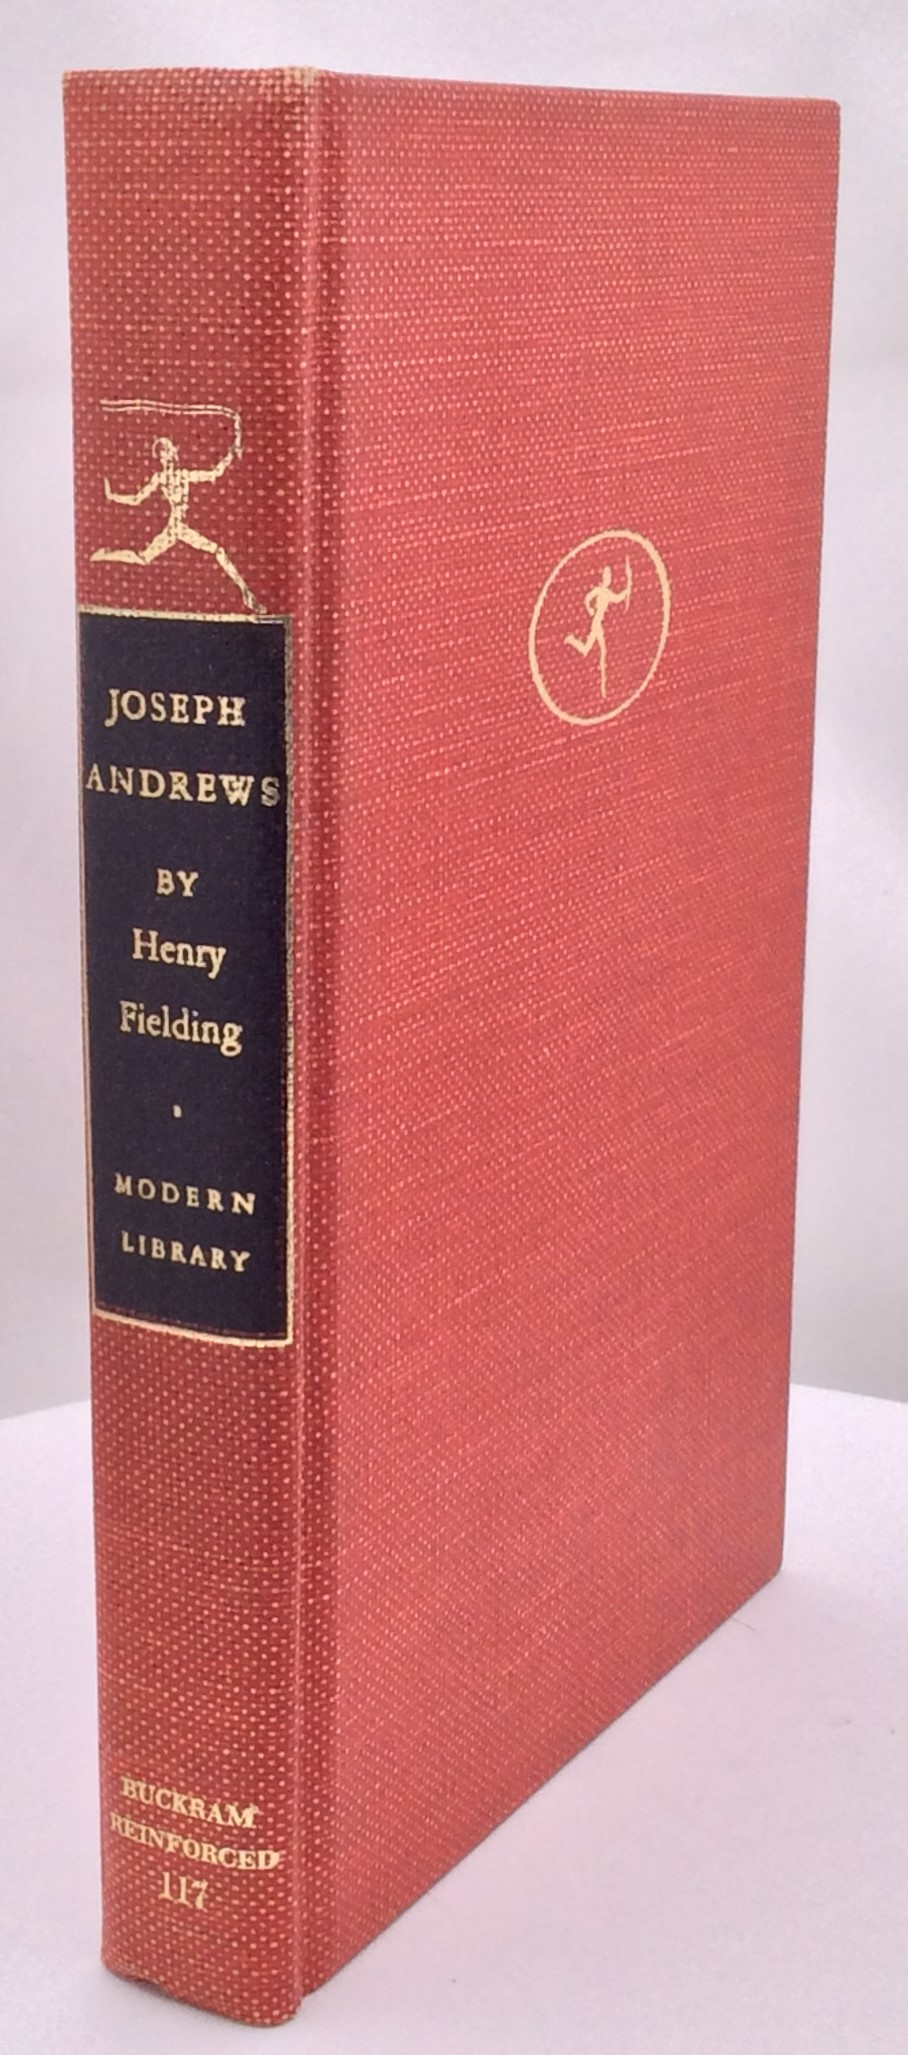 JOSEPH
ANDREWS
BY
Henry
Fielding
MODERN
LIBRARY
BUCKRAM
REINFORCED
117